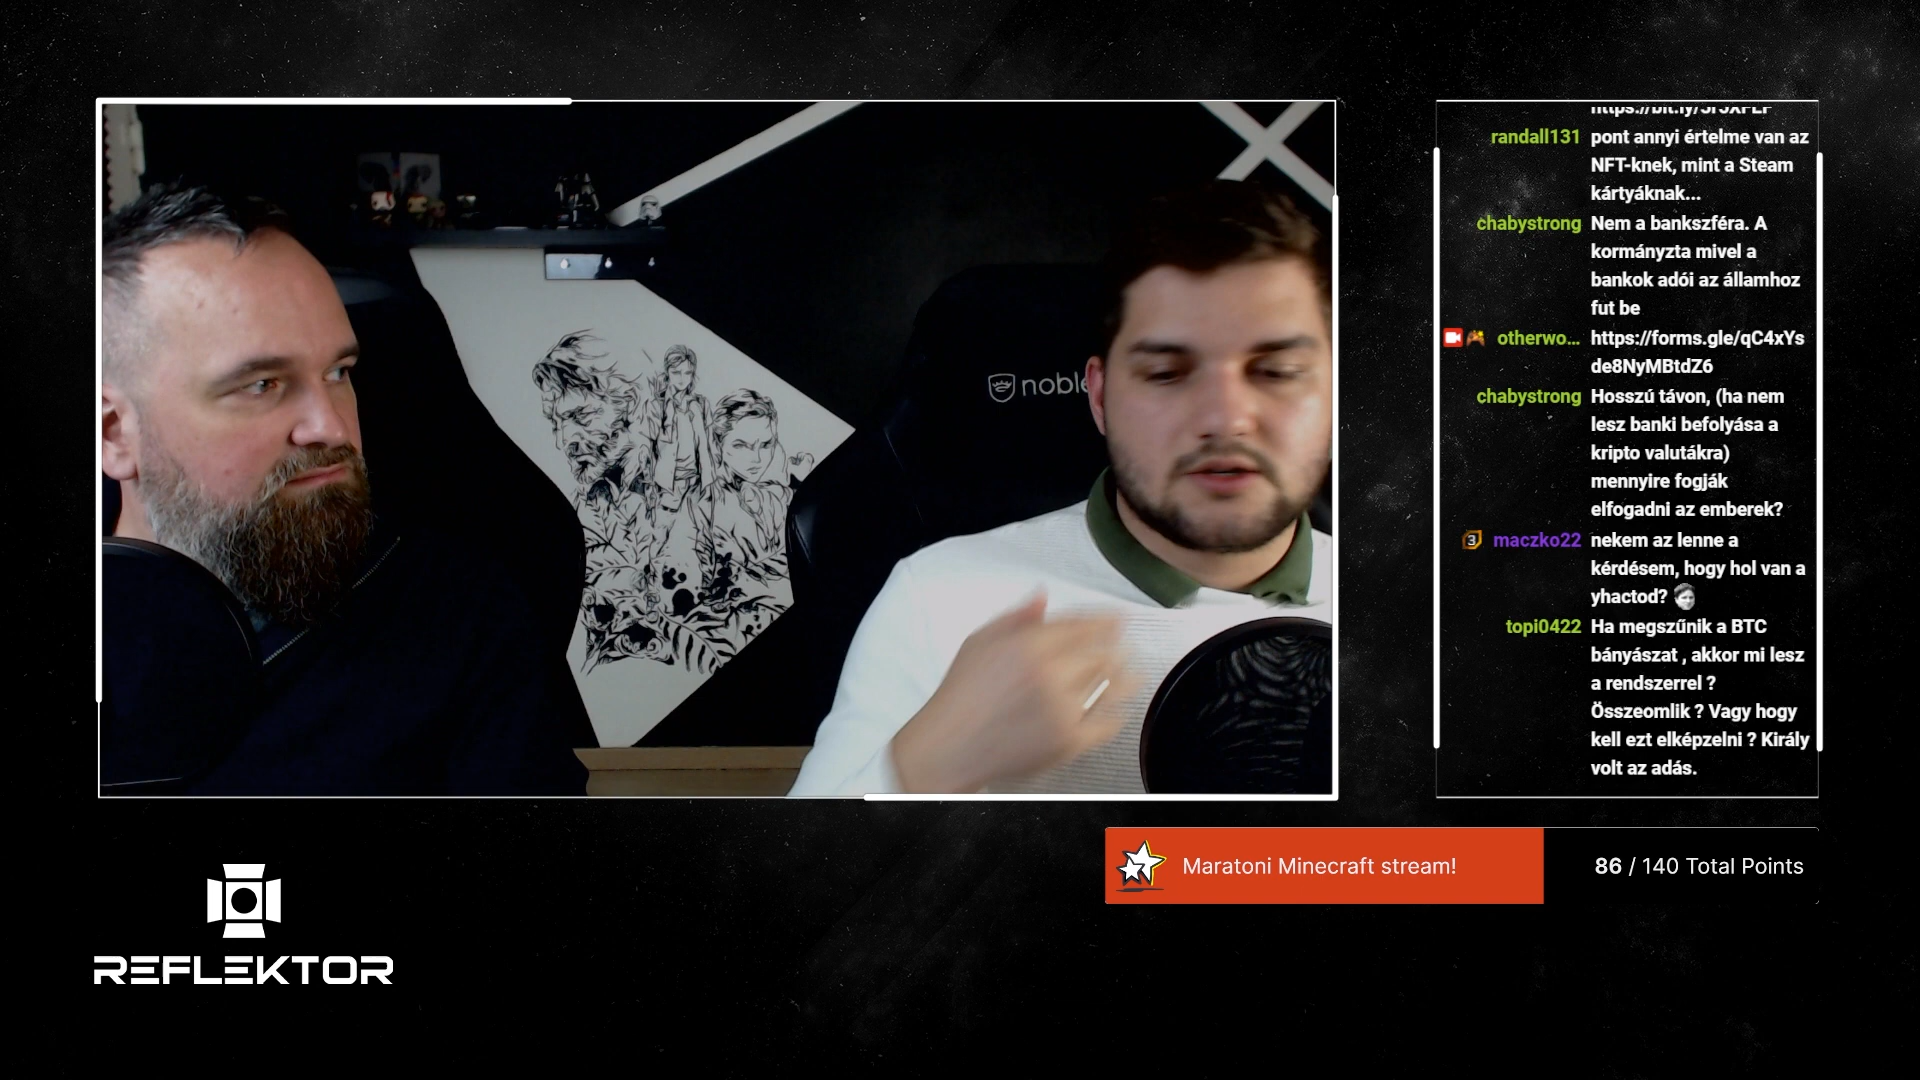 https://bit.ly/
randall131 pont annyi értelme van az
NFT-knek, mint a Steam
kártyáknak...
chabystrong Nem a bankszféra. A
kormányzta mivel a
bankok adói az államhoz
fut be
otherwo... https://forms.gle/qC4xYs
de8NyMBtdZ6
chabystrong Hosszú távon, (ha nem
lesz banki befolyása a
kripto valutákra)
mennyire fogják
elfogadni az emberek?
3 maczko22 nekem az lenne a
kérdésem, hogy hol van a
yhactod?
topi0422 Ha megszűnik a BTC
bányászat , akkor mi lesz
a rendszerrel ?
Összeomlik ? Vagy hogy
kell ezt elképzelni ? Király
volt az adás.
noble
Maratoni Minecraft stream!
86 / 140 Total Points
REFLEKTOR